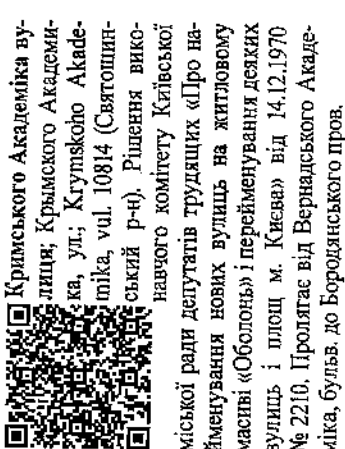 Кримського Академіка ву-
лиця; Крымского Академи-
ка, ул.; Krymskoho Akade-
mika, vul. 10814 (Святошин-
ський р-н). Рішення вико-
навчого комітету Київської
міської ради депутатів трудящих «Про на-
йменування нових вулиць на житловому
масиві «Оболонь» і перейменування деяких
вулиць і площ м. Києва» від 14.12.1970
№ 2210. Пролягає від Вернадського Акаде-
міка, бульв. до Бородянського пров.